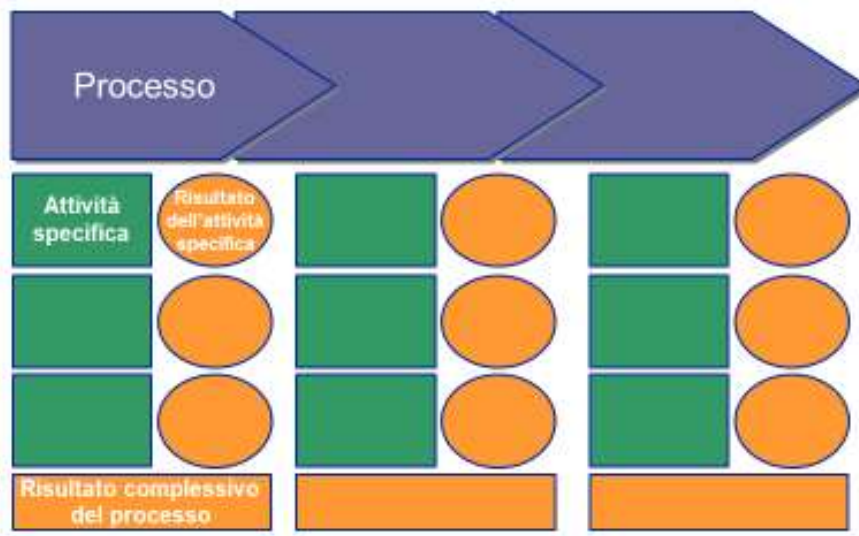 Processo
Attività
specifica
Risultato
dell'attività
specifica
Risultato complessivo
del processo